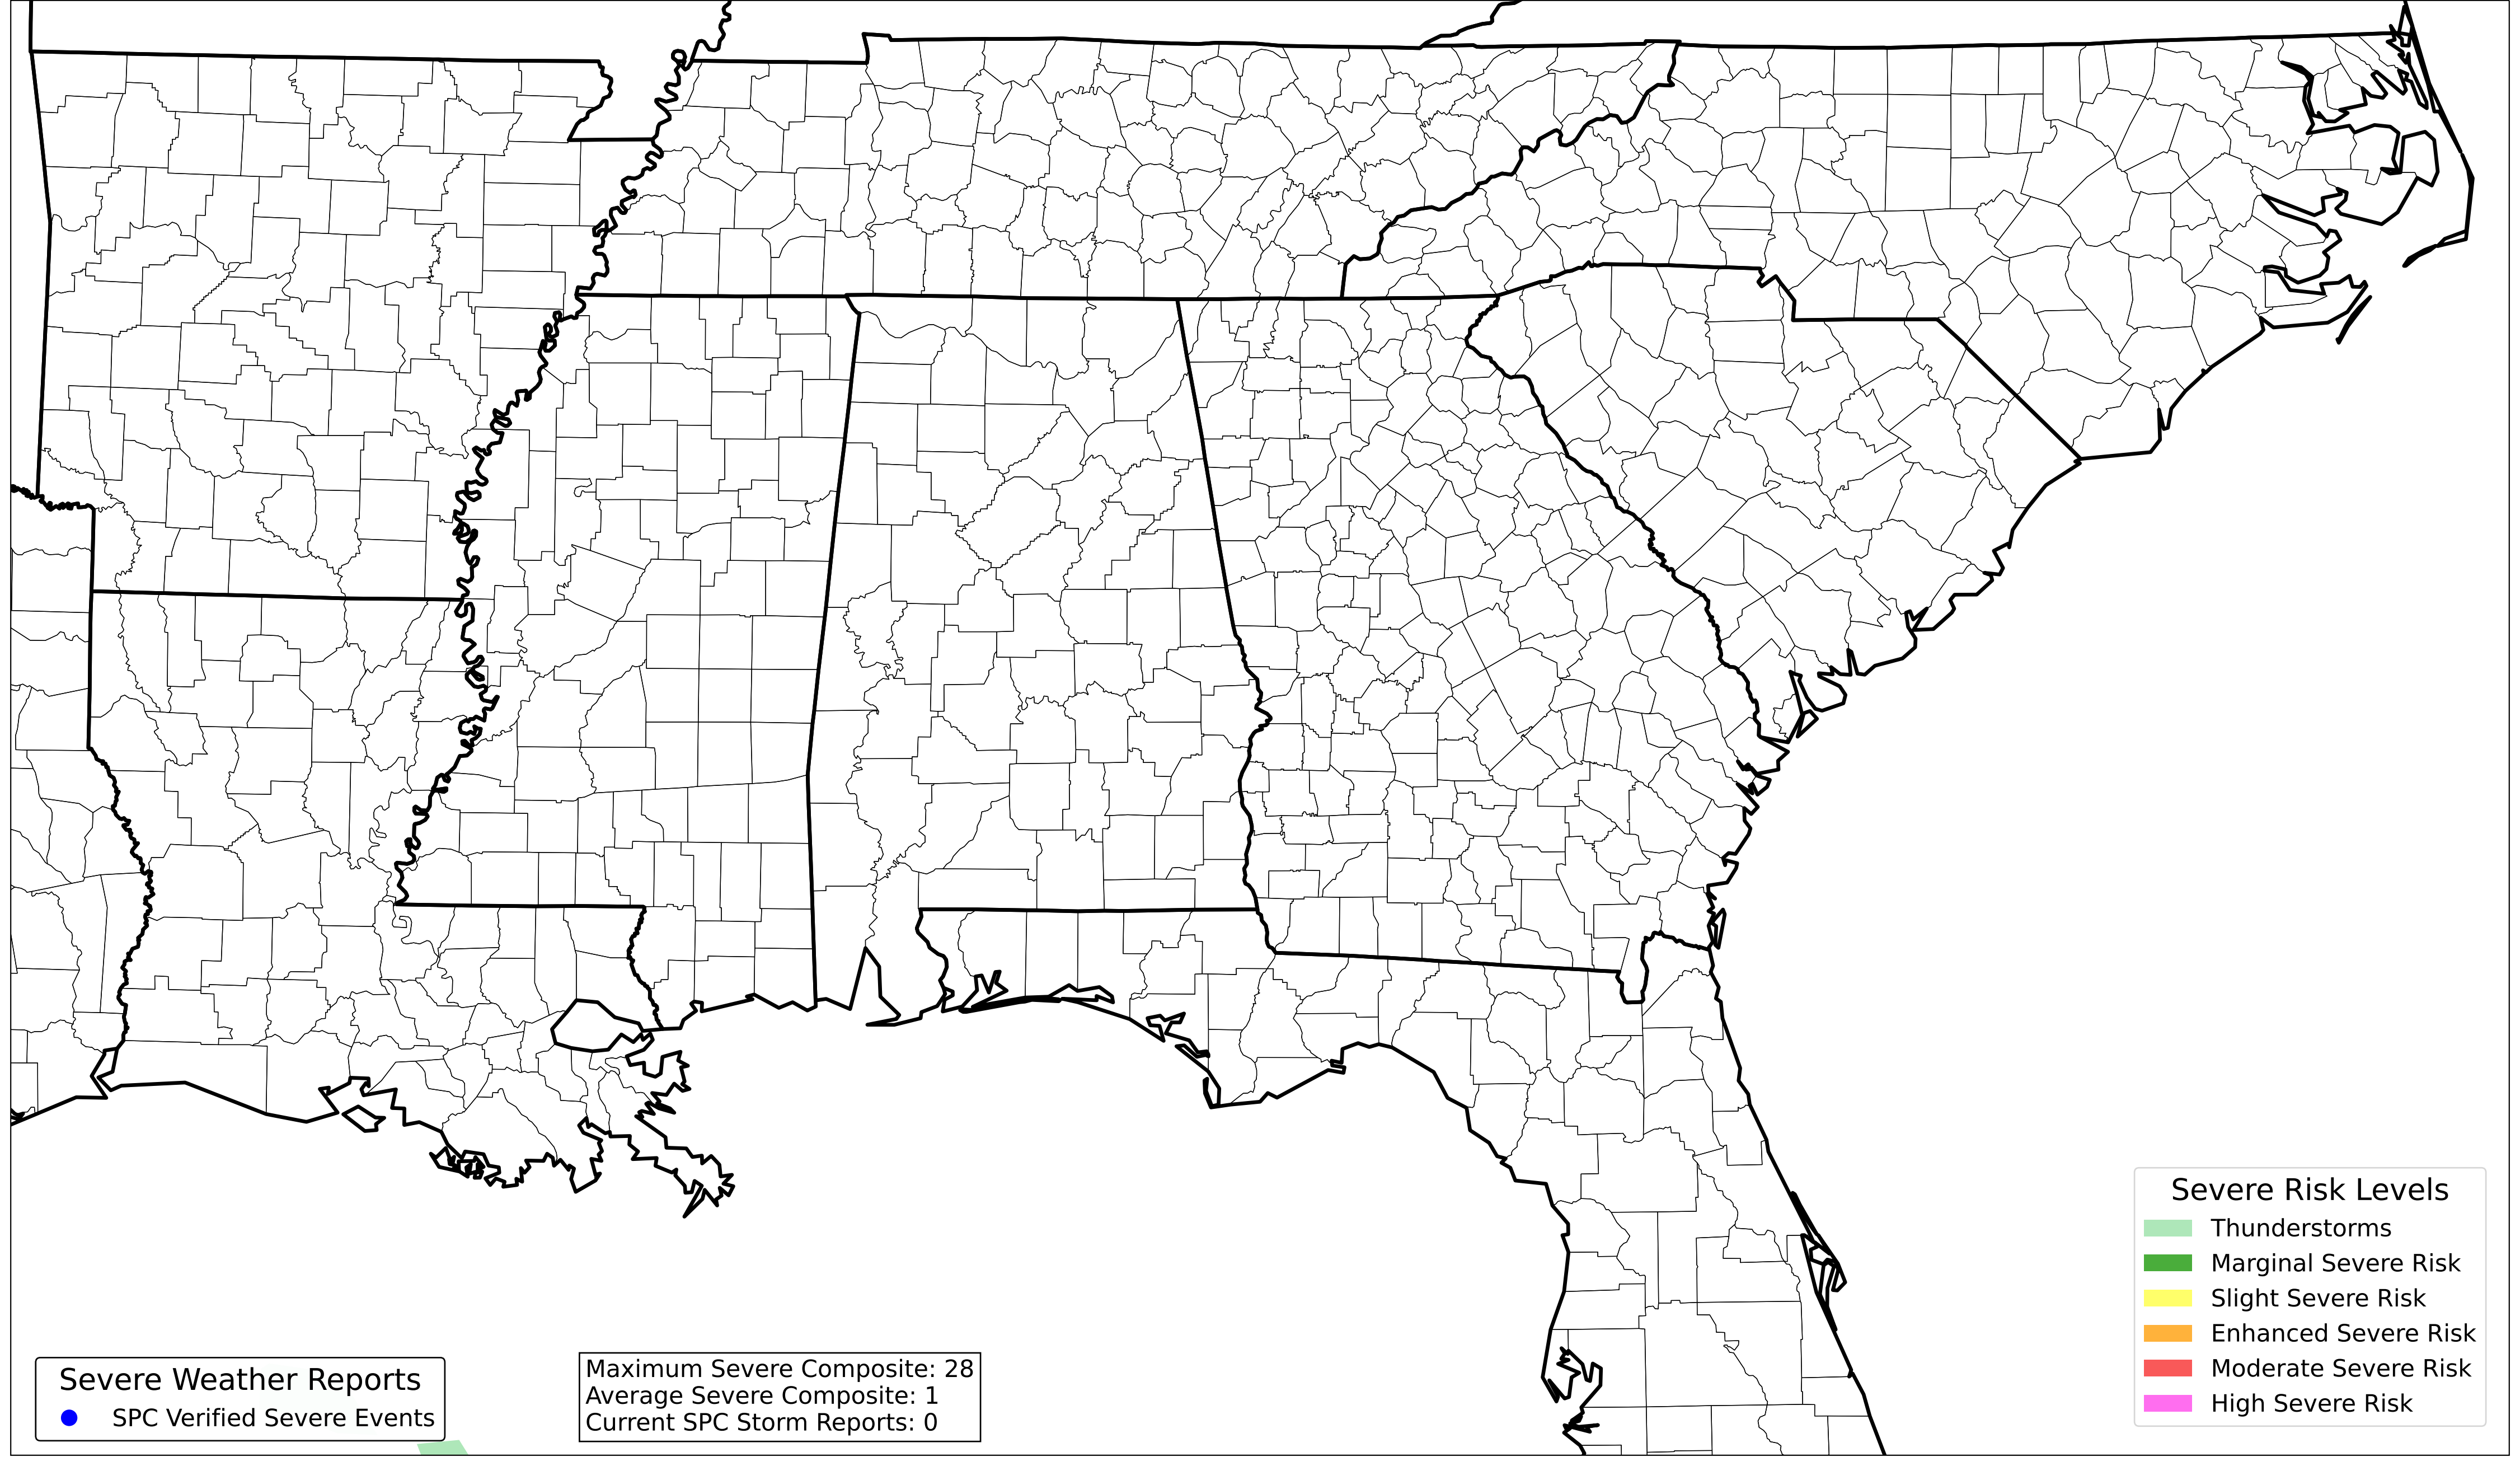 Severe Risk Levels
Thunderstorms
Marginal Severe Risk
Slight Severe Risk
Enhanced Severe Risk
Moderate Severe Risk
High Severe Risk
Severe Weather Reports
SPC Verified Severe Events
Maximum Severe Composite: 28
Average Severe Composite: 1
Current SPC Storm Reports: 0